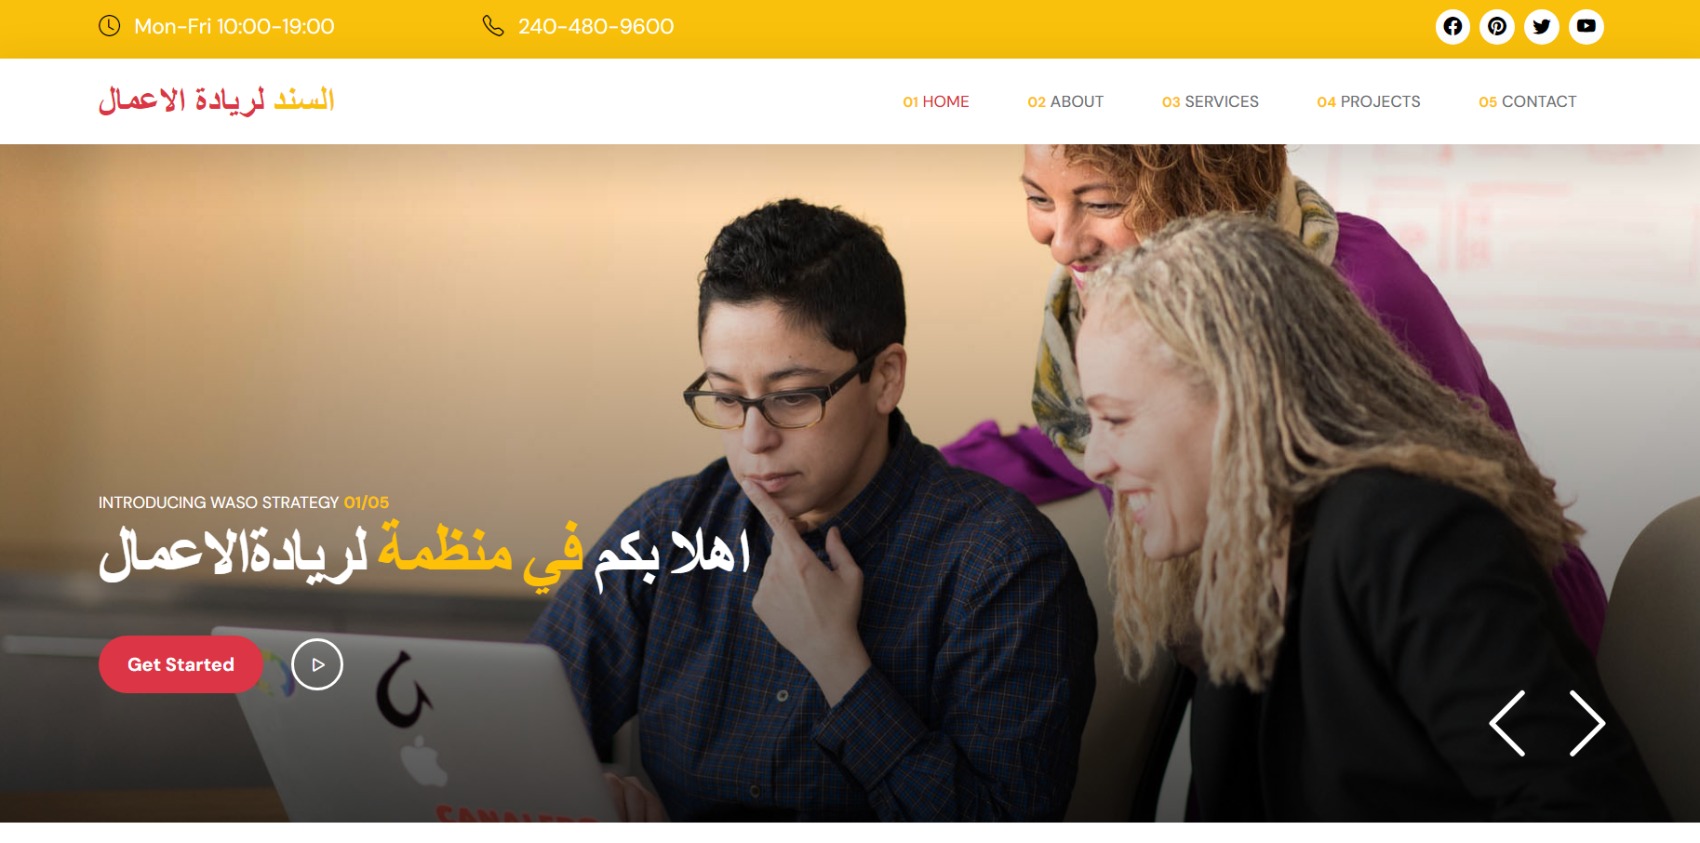 Mon-Fri 10:00-19:00
240-480-9600
السند لريادة الاعمال
01 HOME
02 ABOUT
03 SERVICES
04 PROJECTS
05 CONTACT
INTRODUCING WASO STRATEGY 01/05
اهلا بكم في منظمة لريادةالاعمال
Get Started